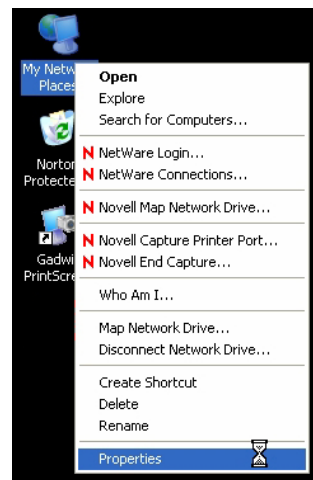 My Netw
Places
Open
Explore
Search for Computers...
NetWare Login...
NetWare Connections...
Novell Map Network Drive...
Novell Capture Printer Port...
Novell End Capture...
Who Am I...
Map Network Drive...
Disconnect Network Drive...
Create Shortcut
Delete
Rename
Properties
Norton
Protecte
Gadwi
PrintScre